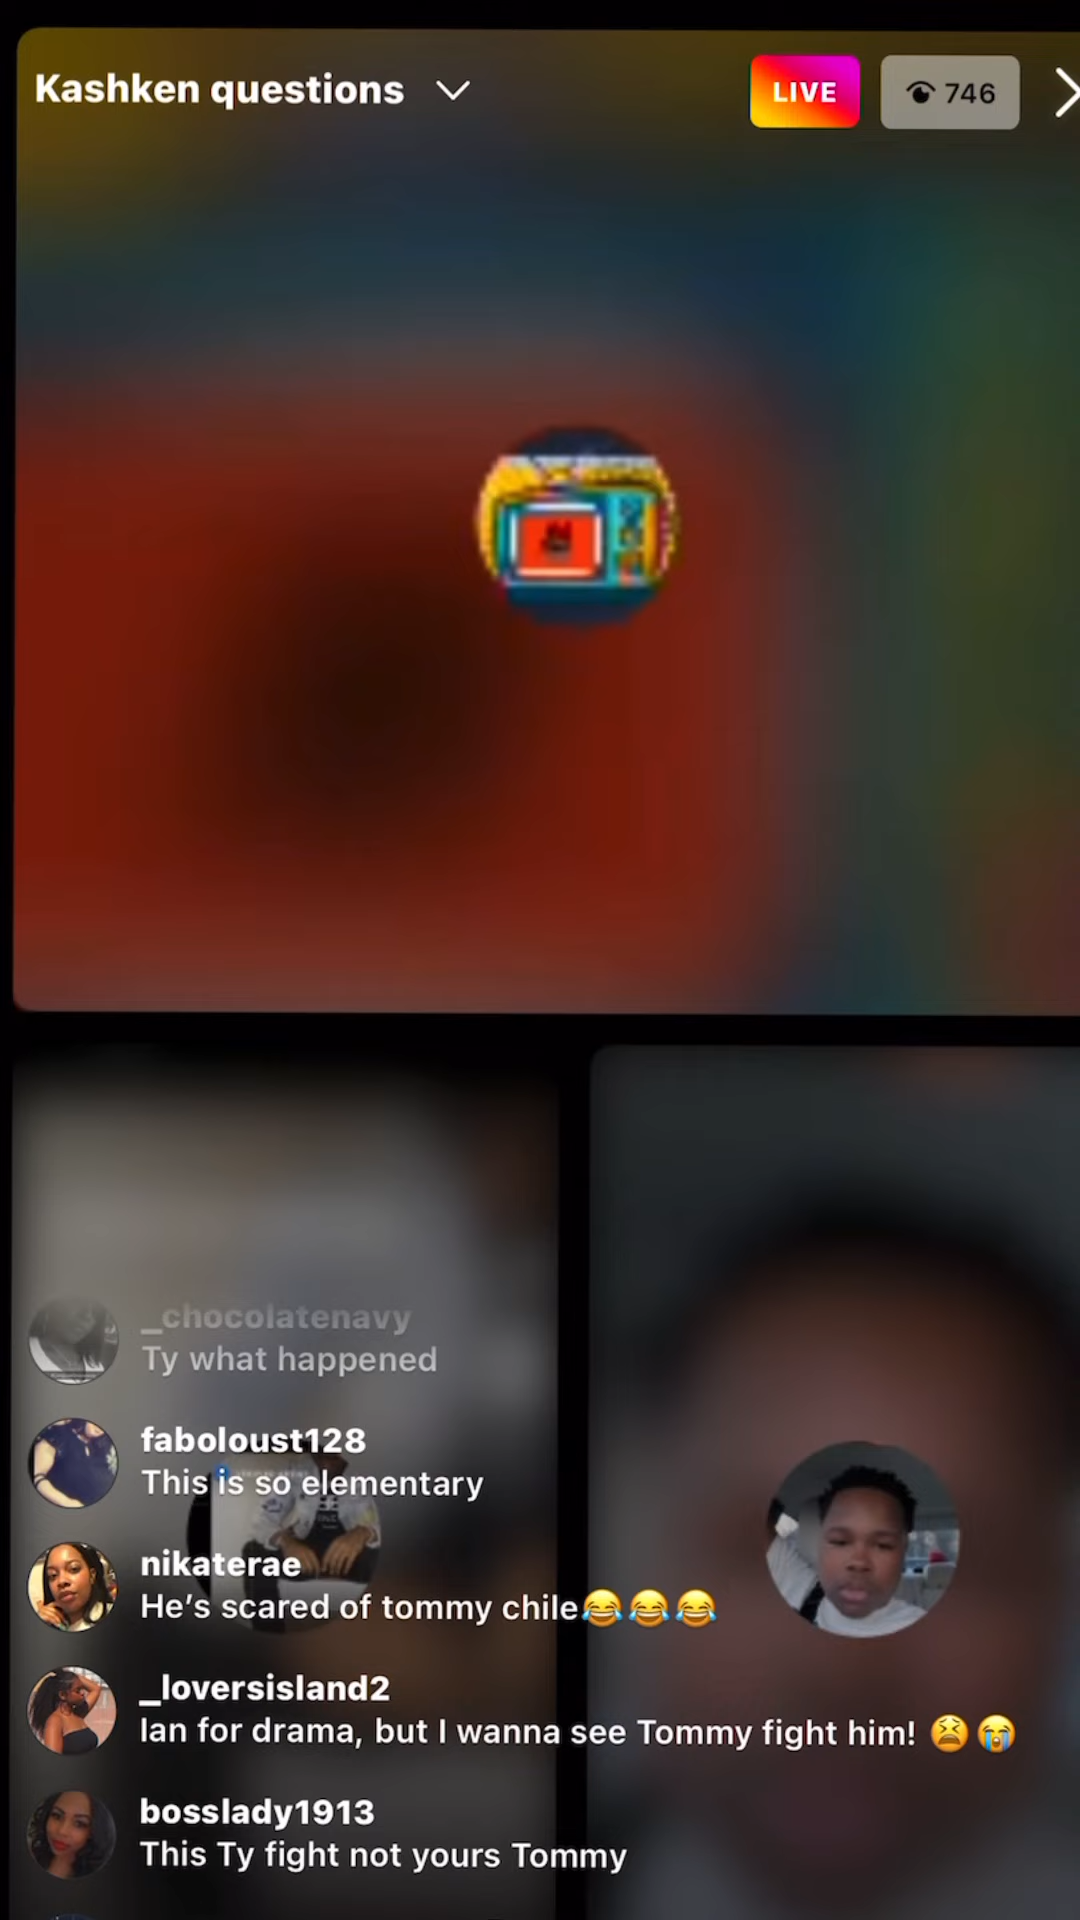 Kashken questions
LIVE
746
_chocolatenavy
Ty what happened
faboloust128
This is so elementary
nikaterae
He’s scared of tommy chile😂😂😂
_loversisland2
Ian for drama, but I wanna see Tommy fight him! 😫😭
bosslady1913
This Ty fight not yours Tommy